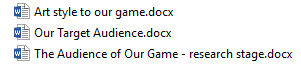 Art style to our game.docx
Our Target Audience.docx
The Audience of Our Game - research stage.docx